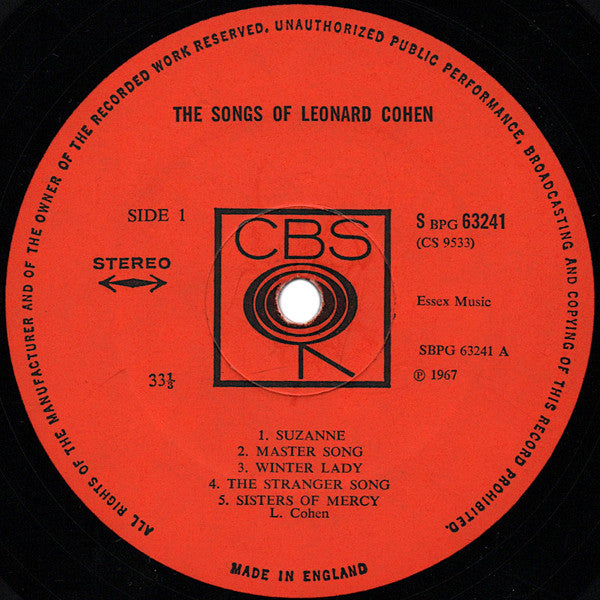 ALL RIGHTS OF THE MANUFACTURER AND OF THE OWNER OF THE RECORDED WORK RESERVED. UNAUTHORIZED PUBLIC PERFORMANCE, BROADCASTING AND COPYING OF THIS RECORD PROHIBITED.
THE SONGS OF LEONARD COHEN
SIDE 1
STEREO
33⅓
CBS
S BPG 63241
(CS 9533)
Essex Music
SBPG 63241 A
℗ 1967
1. SUZANNE
2. MASTER SONG
3. WINTER LADY
4. THE STRANGER SONG
5. SISTERS OF MERCY
L. Cohen
MADE IN ENGLAND